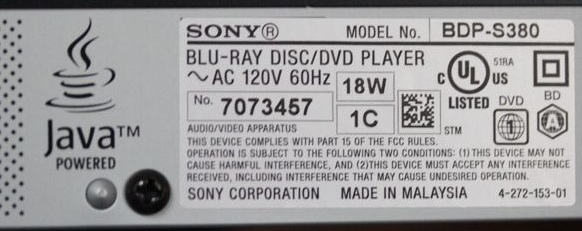 SONY® MODEL No. BDP-S380
BLU-RAY DISC/DVD PLAYER
~ AC 120V 60Hz 18W
No. 7073457 1C
C UL® US 51RA
LISTED DVD BD
1 A
STM
AUDIO/VIDEO APPARATUS
THIS DEVICE COMPLIES WITH PART 15 OF THE FCC RULES.
OPERATION IS SUBJECT TO THE FOLLOWING TWO CONDITIONS: (1) THIS DEVICE MAY NOT
CAUSE HARMFUL INTERFERENCE, AND (2)THIS DEVICE MUST ACCEPT ANY INTERFERENCE
RECEIVED, INCLUDING INTERFERENCE THAT MAY CAUSE UNDESIRED OPERATION.
SONY CORPORATION MADE IN MALAYSIA 4-272-153-01
Java™
POWERED